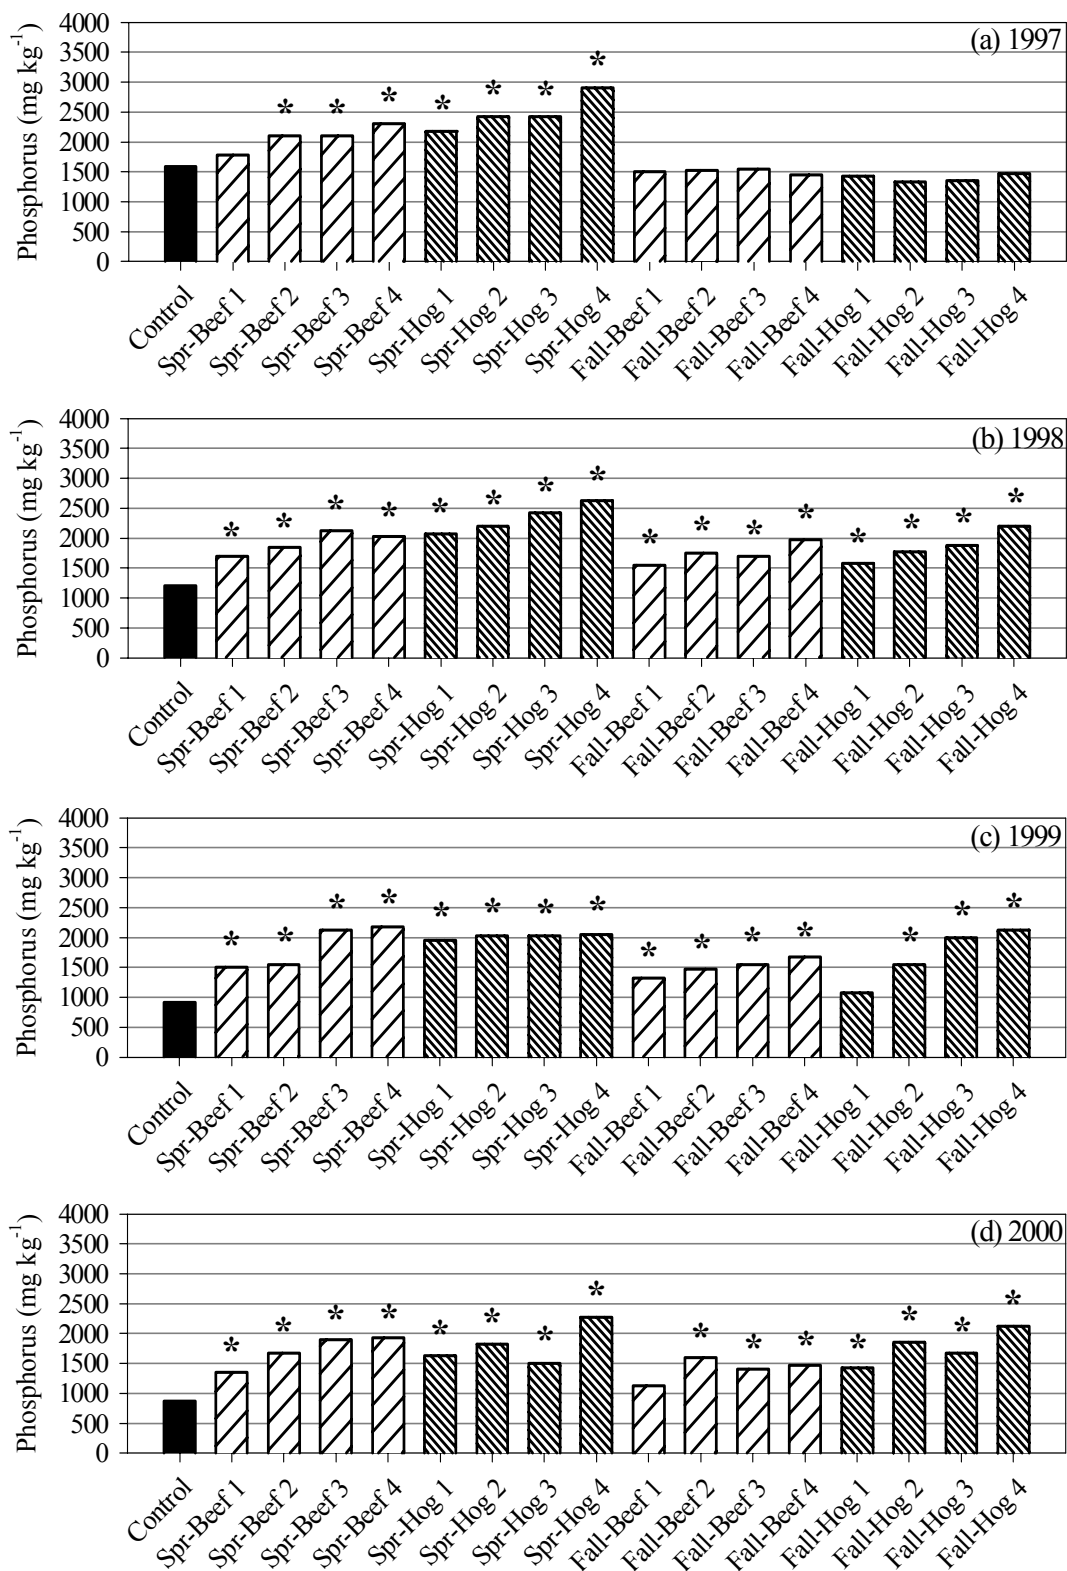 (a) 1997
Phosphorus (mg kg⁻¹)
4000
3500
3000
2500
2000
1500
1000
500
0
* * * * * * *
Control
Spr-Beef 1
Spr-Beef 2
Spr-Beef 3
Spr-Beef 4
Spr-Hog 1
Spr-Hog 2
Spr-Hog 3
Spr-Hog 4
Fall-Beef 1
Fall-Beef 2
Fall-Beef 3
Fall-Beef 4
Fall-Hog 1
Fall-Hog 2
Fall-Hog 3
Fall-Hog 4
(b) 1998
Phosphorus (mg kg⁻¹)
4000
3500
3000
2500
2000
1500
1000
500
0
* * * * * * * * * * * * * * * *
Control
Spr-Beef 1
Spr-Beef 2
Spr-Beef 3
Spr-Beef 4
Spr-Hog 1
Spr-Hog 2
Spr-Hog 3
Spr-Hog 4
Fall-Beef 1
Fall-Beef 2
Fall-Beef 3
Fall-Beef 4
Fall-Hog 1
Fall-Hog 2
Fall-Hog 3
Fall-Hog 4
(c) 1999
Phosphorus (mg kg⁻¹)
4000
3500
3000
2500
2000
1500
1000
500
0
* * * * * * * * * * * * * * *
Control
Spr-Beef 1
Spr-Beef 2
Spr-Beef 3
Spr-Beef 4
Spr-Hog 1
Spr-Hog 2
Spr-Hog 3
Spr-Hog 4
Fall-Beef 1
Fall-Beef 2
Fall-Beef 3
Fall-Beef 4
Fall-Hog 1
Fall-Hog 2
Fall-Hog 3
Fall-Hog 4
(d) 2000
Phosphorus (mg kg⁻¹)
4000
3500
3000
2500
2000
1500
1000
500
0
* * * * * * * * * * * * * * *
Control
Spr-Beef 1
Spr-Beef 2
Spr-Beef 3
Spr-Beef 4
Spr-Hog 1
Spr-Hog 2
Spr-Hog 3
Spr-Hog 4
Fall-Beef 1
Fall-Beef 2
Fall-Beef 3
Fall-Beef 4
Fall-Hog 1
Fall-Hog 2
Fall-Hog 3
Fall-Hog 4